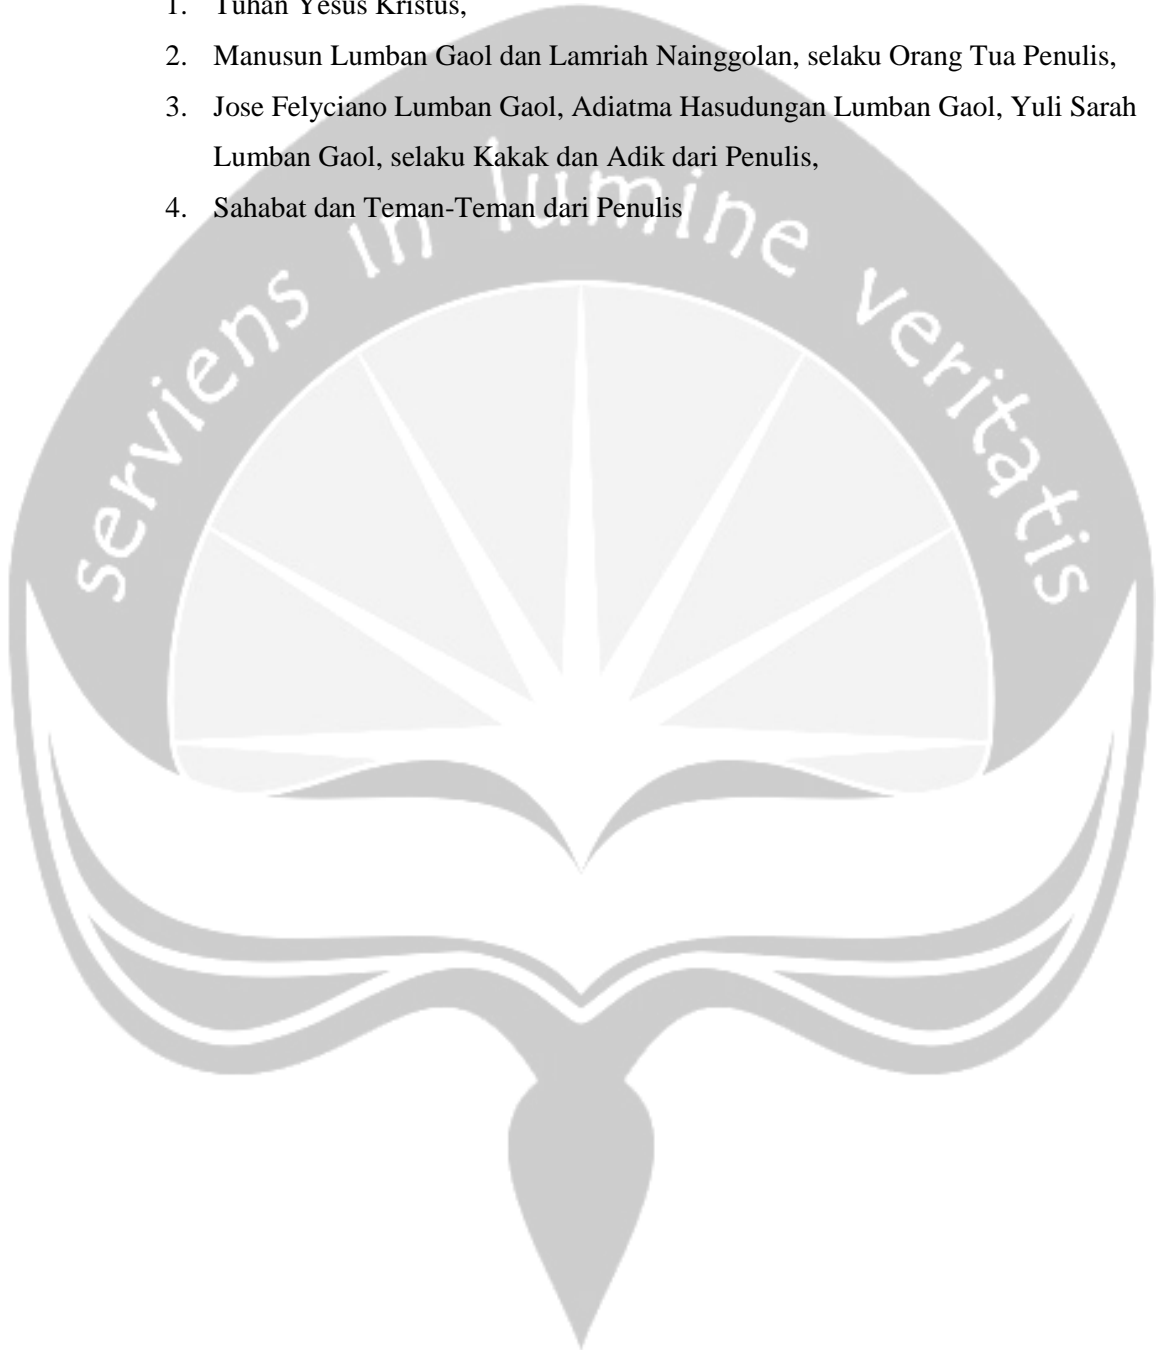 1. Tuhan Yesus Kristus,
2. Manusun Lumban Gaol dan Lamriah Nainggolan, selaku Orang Tua Penulis,
3. Jose Felyciano Lumban Gaol, Adiatma Hasudungan Lumban Gaol, Yuli Sarah
Lumban Gaol, selaku Kakak dan Adik dari Penulis,
4. Sahabat dan Teman-Teman dari Penulis
serviens in lumine veritatis